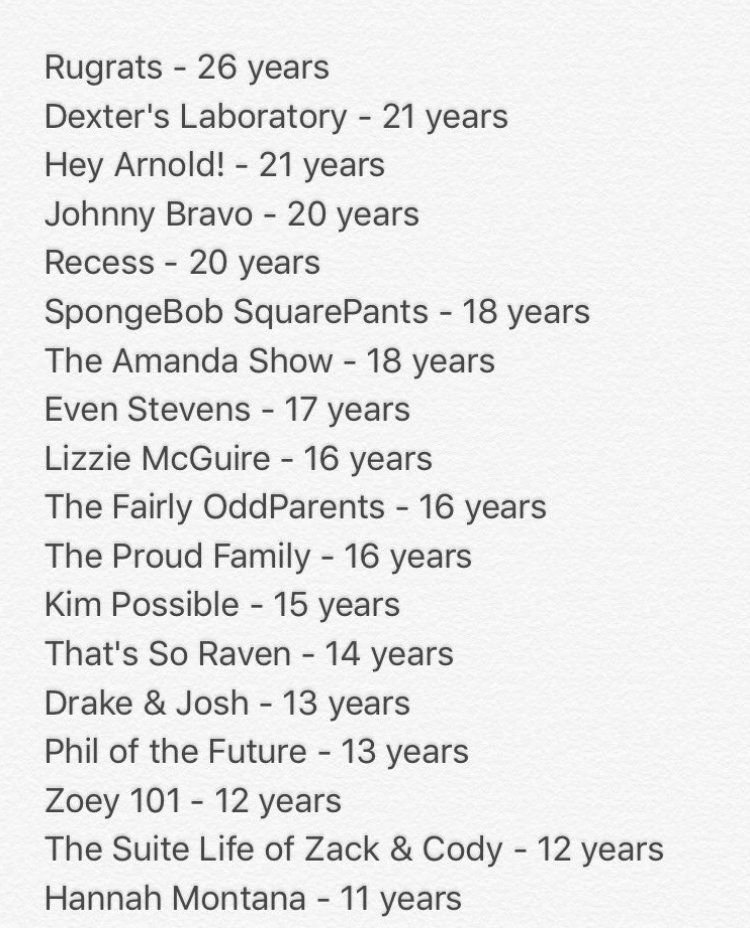 Rugrats - 26 years
Dexter's Laboratory - 21 years
Hey Arnold! - 21 years
Johnny Bravo - 20 years
Recess - 20 years
SpongeBob SquarePants - 18 years
The Amanda Show - 18 years
Even Stevens - 17 years
Lizzie McGuire - 16 years
The Fairly OddParents - 16 years
The Proud Family - 16 years
Kim Possible - 15 years
That's So Raven - 14 years
Drake & Josh - 13 years
Phil of the Future - 13 years
Zoey 101 - 12 years
The Suite Life of Zack & Cody - 12 years
Hannah Montana - 11 years